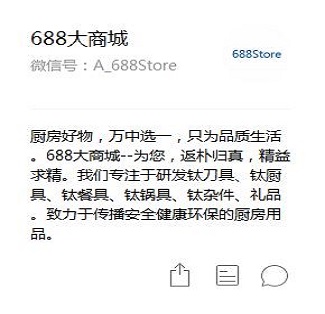 688大商城
微信号：A_688Store
688Store
厨房好物，万中选一，只为品质生活
。688大商城--为您，返朴归真，精益
求精。我们专注于研发钛刀具、钛厨
具、钛餐具、钛锅具、钛杂件、礼品
。致力于传播安全健康环保的厨房用
品。